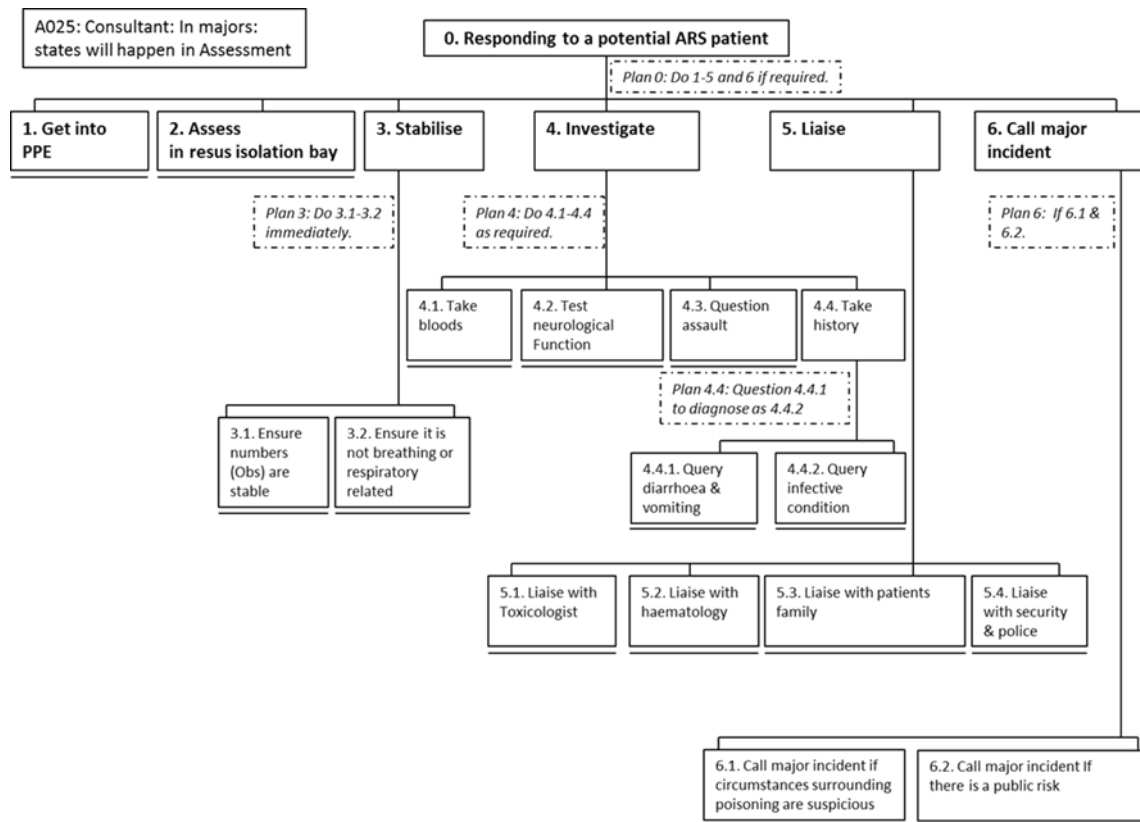 A025: Consultant: In majors:
states will happen in Assessment
0. Responding to a potential ARS patient
Plan 0: Do 1-5 and 6 if required.
1. Get into
PPE
2. Assess
in resus isolation bay
3. Stabilise
4. Investigate
5. Liaise
6. Call major
incident
Plan 3: Do 3.1-3.2
immediately.
Plan 4: Do 4.1-4.4
as required.
Plan 6:  If 6.1 &
6.2.
4.1. Take
bloods
4.2. Test
neurological
Function
4.3. Question
assault
4.4. Take
history
Plan 4.4: Question 4.4.1
to diagnose as 4.4.2
3.1. Ensure
numbers
(Obs) are
stable
3.2. Ensure it is
not breathing or
respiratory
related
4.4.1. Query
diarrhoea &
vomiting
4.4.2. Query
infective
condition
5.1. Liaise with
Toxicologist
5.2. Liaise with
haematology
5.3. Liaise with patients
family
5.4. Liaise
with security
& police
6.1. Call major incident if
circumstances surrounding
poisoning are suspicious
6.2. Call major incident If
there is a public risk